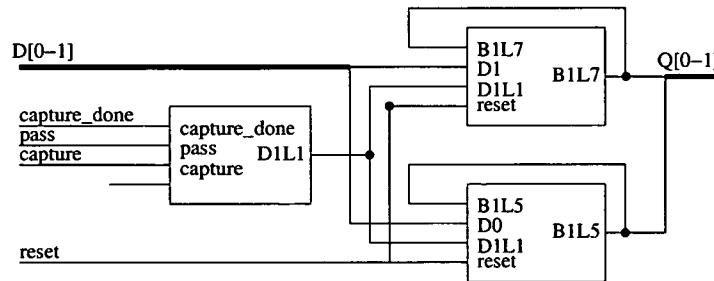 D[0-1]
B1L7
D1
D1L1
reset
B1L7
Q[0-1]
capture_done
pass
capture
capture_done
pass
capture
D1L1
B1L5
D0
D1L1
reset
B1L5
reset